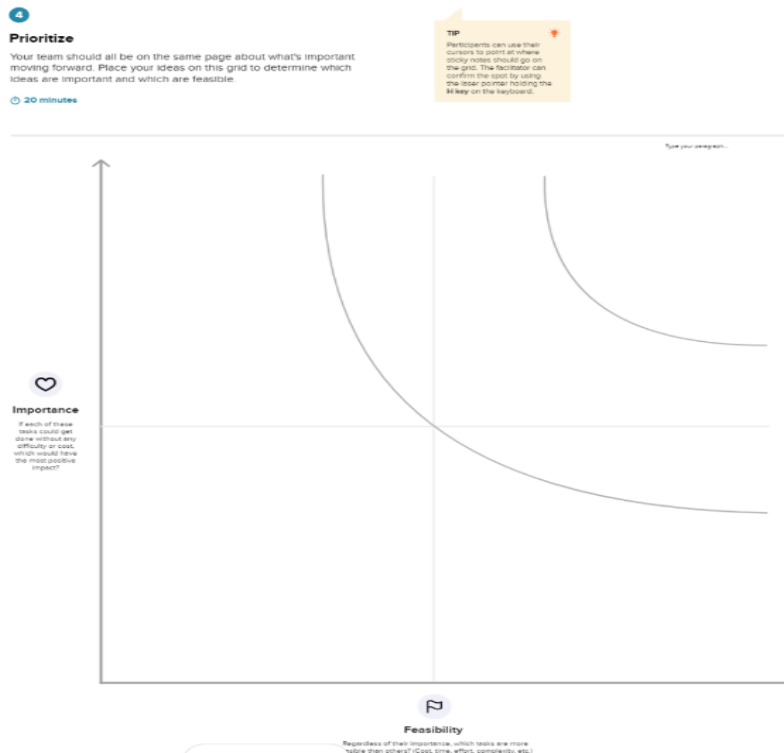 4
Prioritize
Your team should all be on the same page about what's important
moving forward. Place your ideas on this grid to determine which
ideas are important and which are feasible.
20 minutes
TIP
Participants can use their
cursors to point at where
sticky notes should go on
the grid. The facilitator can
confirm the spot by using
the laser pointer holding the
H key on the keyboard.
Type your paragraph...
Importance
If each of these
tasks could get
done without any
difficulty or cost,
which would have
the most positive
impact?
Feasibility
Regardless of their importance, which tasks are more
than others? (Cost, time, effort, complexity, etc.)